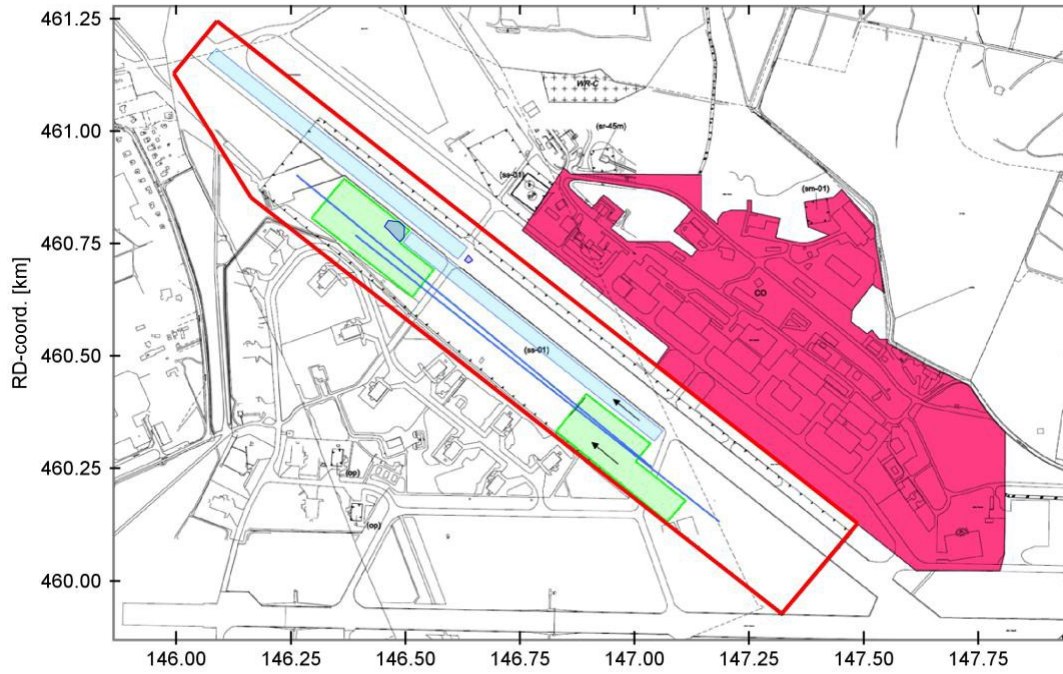 461.25
WR-C
461.00
(sr-45m)
(ss-01)
(sm-01)
460.75
CO
RD-coord. [km]
460.50
(ss-01)
460.25
(op)
(op)
460.00
146.00 146.25 146.50 146.75 147.00 147.25 147.50 147.75